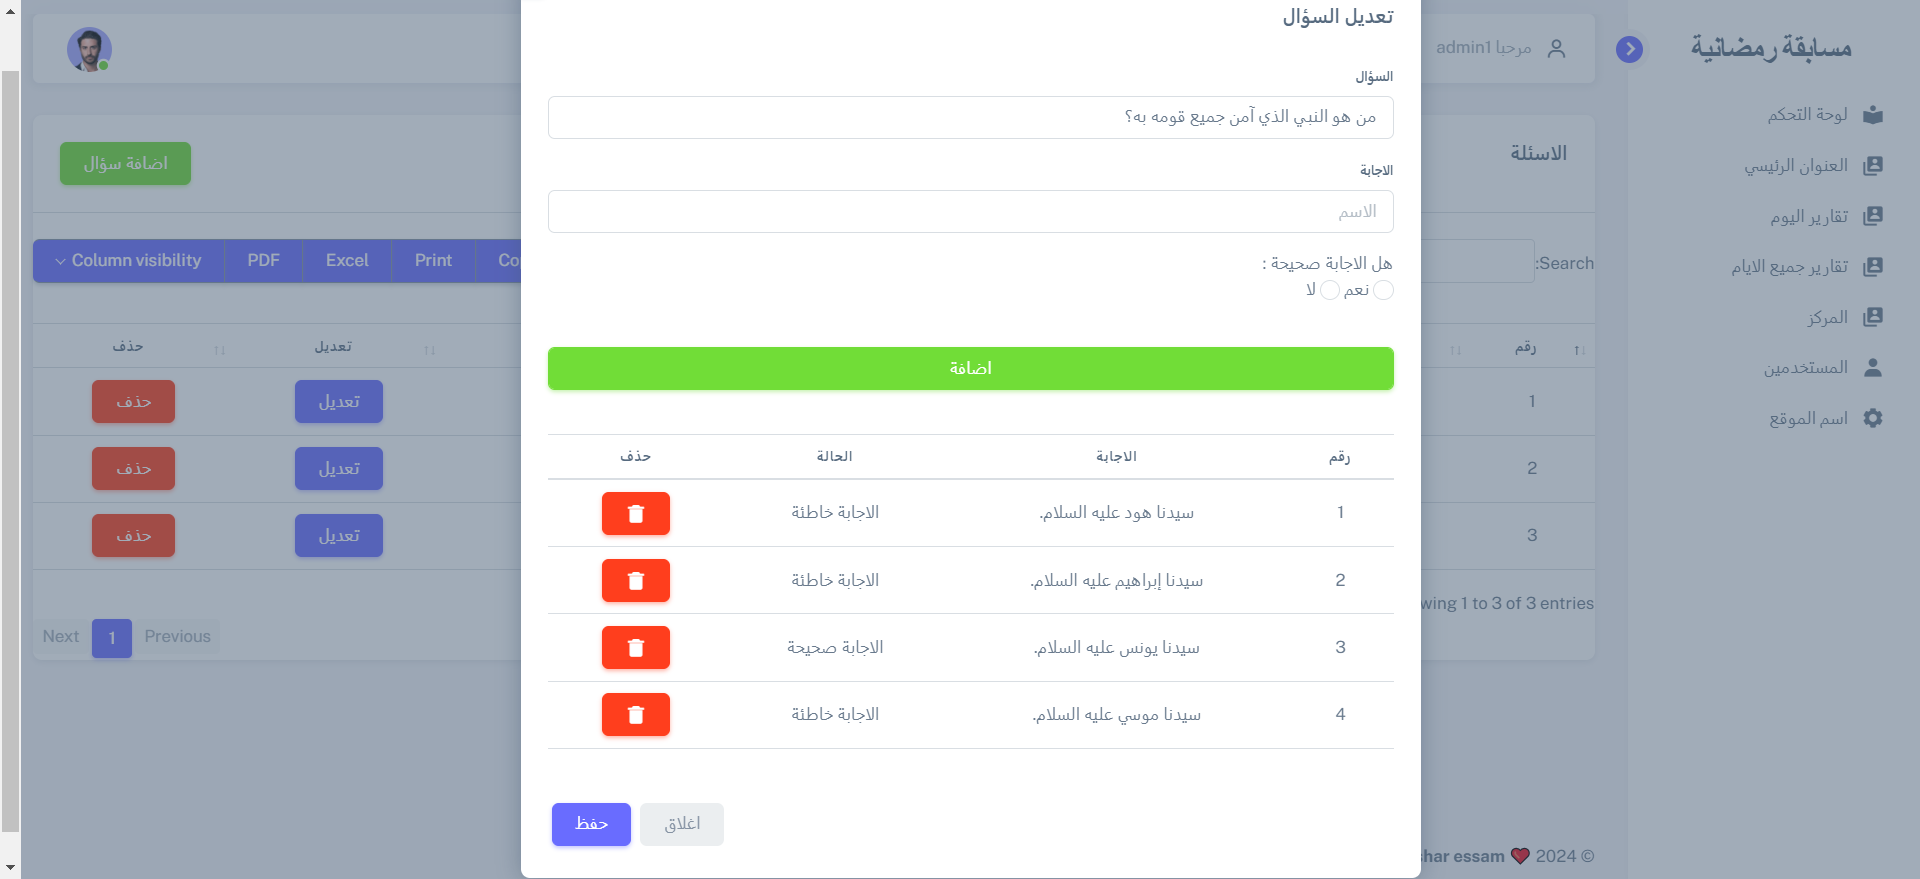 مسابقة رمضانية
لوحة التحكم
العنوان الرئيسي
تقارير اليوم
تقارير جميع الايام
المركز
المستخدمين
اسم الموقع
مرحبا admin1
الاسئلة
اضافة سؤال
Search:
Column visibility
PDF
Excel
Print
رقم
تعديل
حذف
1
تعديل
حذف
2
تعديل
حذف
3
تعديل
حذف
1 to 3 of 3 entries
Previous
1
Next
essam ❤️ 2024 ©
تعديل السؤال
السؤال
من هو النبي الذي آمن جميع قومه به؟
الاجابة
الاسم
هل الاجابة صحيحة :
نعم لا
اضافة
رقم الاجابة الحالة حذف
1 سيدنا هود عليه السلام. الاجابة خاطئة
2 سيدنا إبراهيم عليه السلام. الاجابة خاطئة
3 سيدنا يونس عليه السلام. الاجابة صحيحة
4 سيدنا موسي عليه السلام. الاجابة خاطئة
اغلاق
حفظ